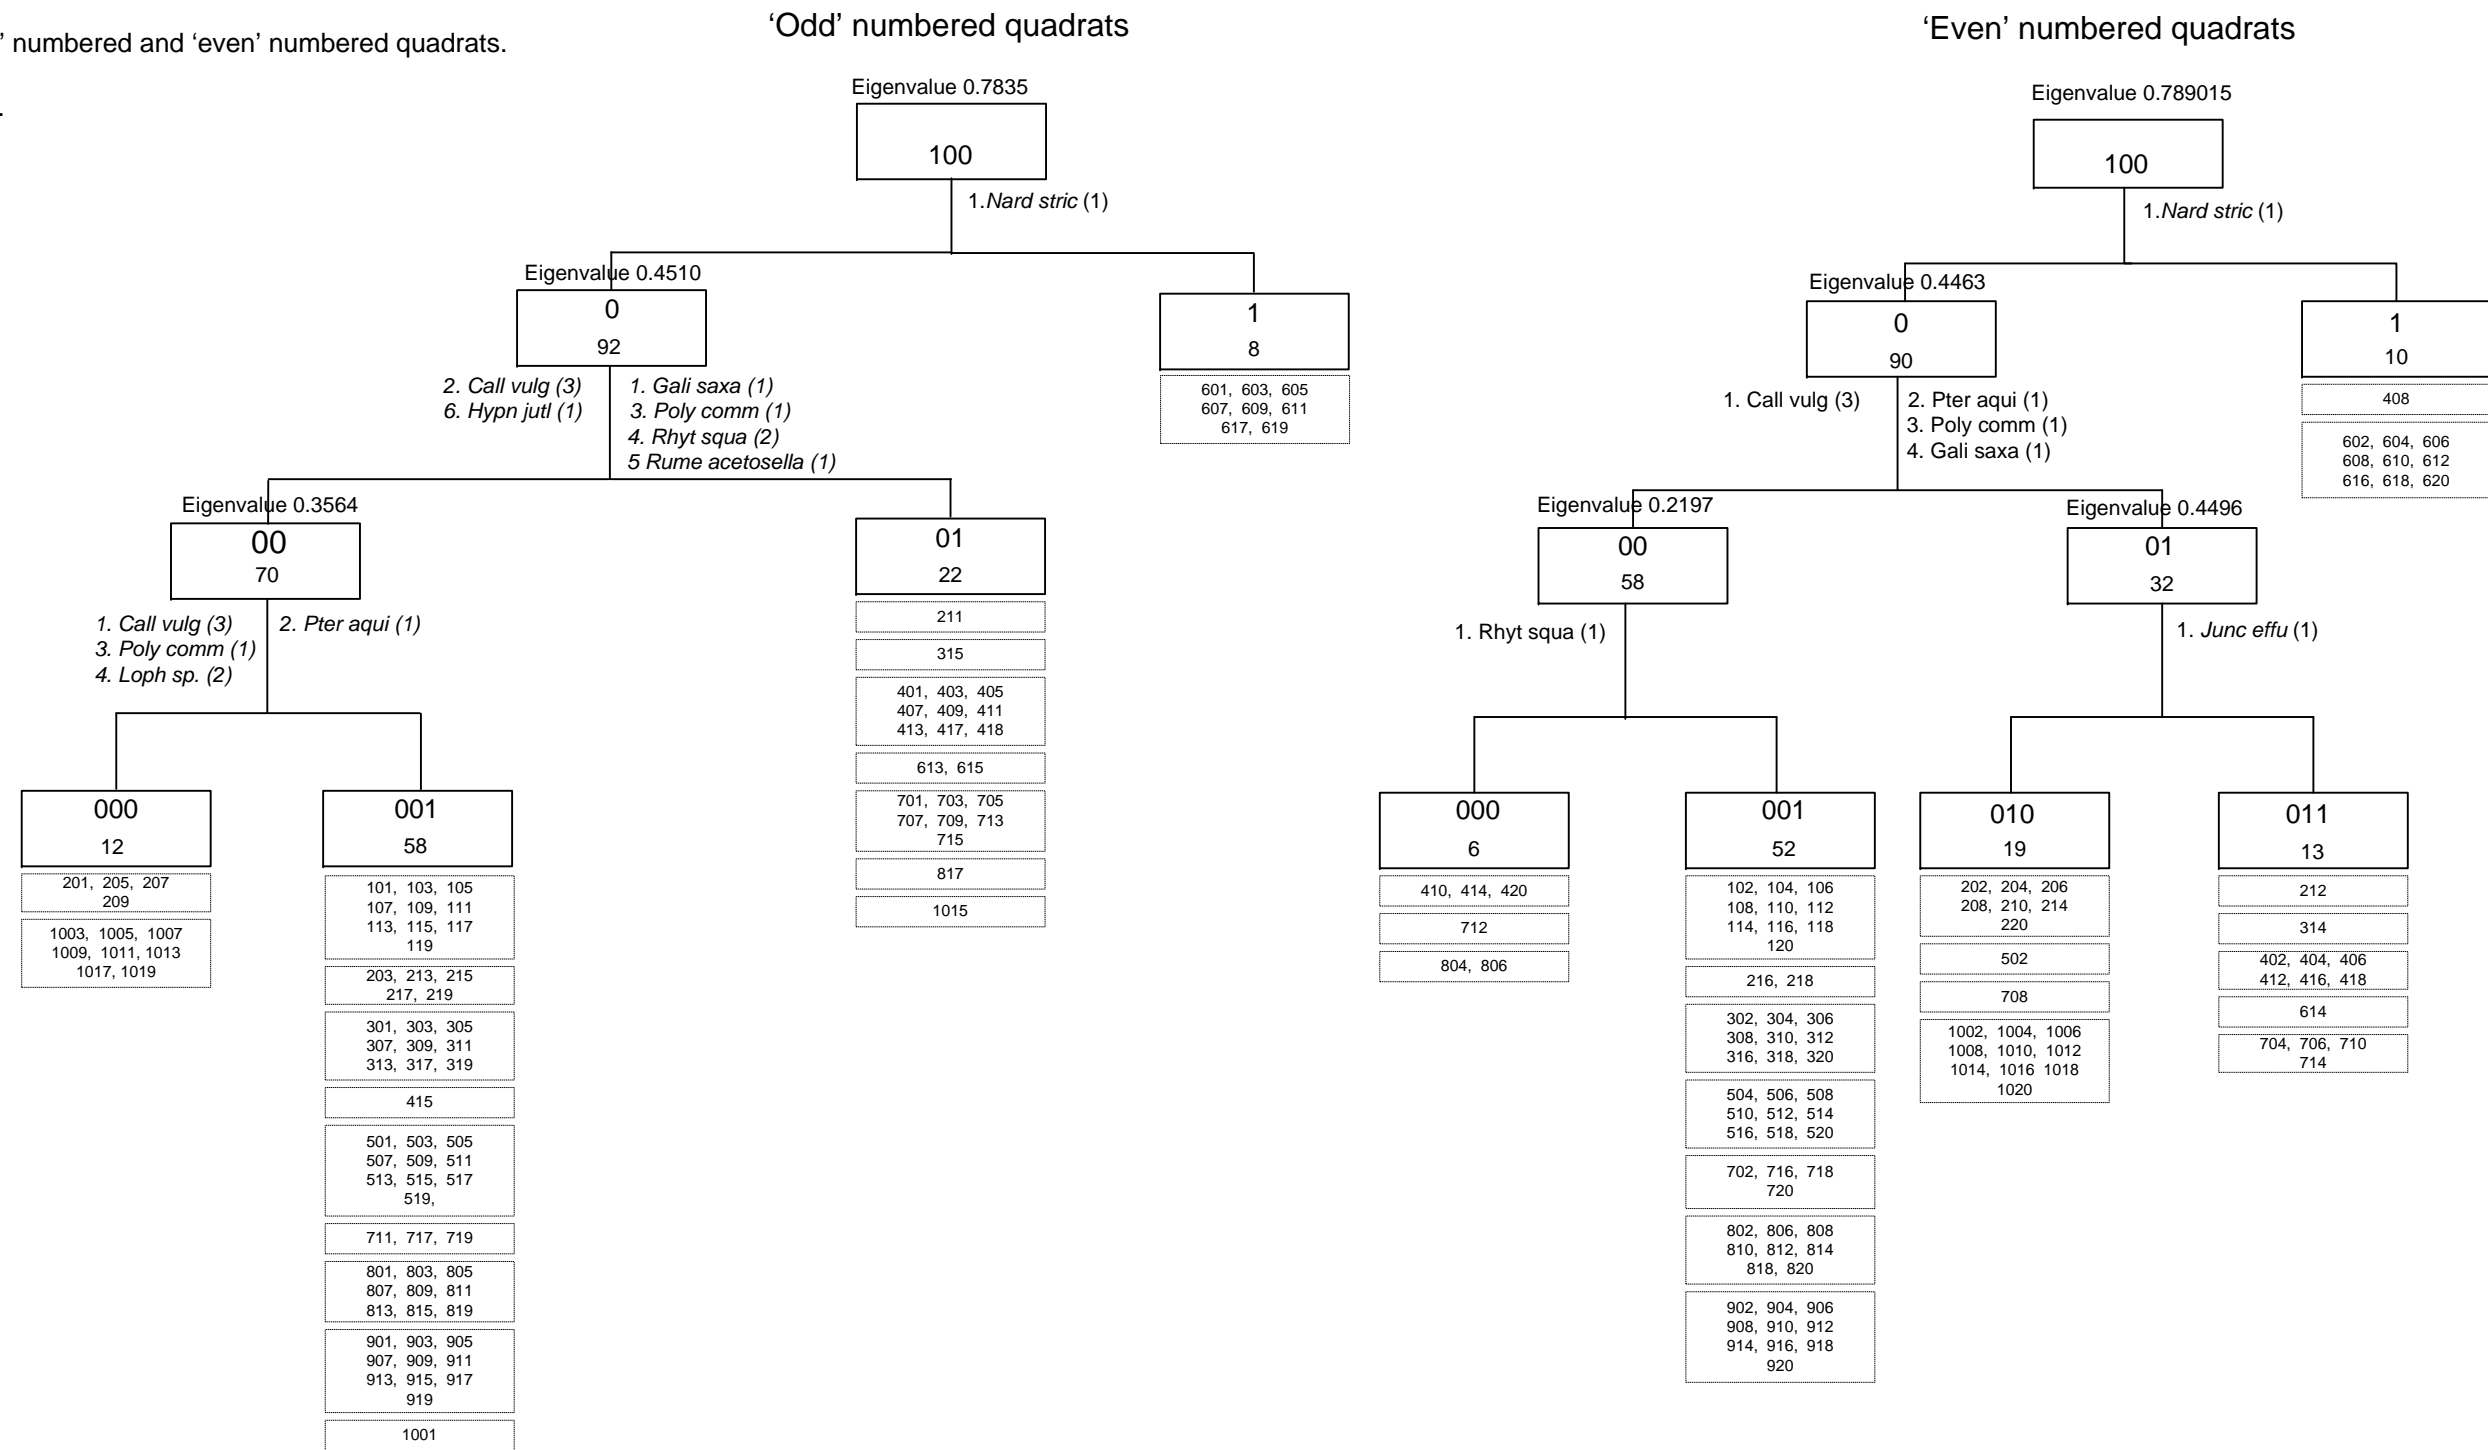 ’ numbered and ‘even’ numbered quadrats.
.
‘Odd’ numbered quadrats
Eigenvalue 0.7835
100
1.Nard stric (1)
Eigenvalue 0.4510
0
92
1
8
601, 603, 605
607, 609, 611
617, 619
2. Call vulg (3)
6. Hypn jutl (1)
1. Gali saxa (1)
3. Poly comm (1)
4. Rhyt squa (2)
5 Rume acetosella (1)
Eigenvalue 0.3564
00
70
01
22
211
315
401, 403, 405
407, 409, 411
413, 417, 418
613, 615
701, 703, 705
707, 709, 713
715
817
1015
1. Call vulg (3)
3. Poly comm (1)
4. Loph sp. (2)
2. Pter aqui (1)
000
12
201, 205, 207
209
1003, 1005, 1007
1009, 1011, 1013
1017, 1019
001
58
101, 103, 105
107, 109, 111
113, 115, 117
119
203, 213, 215
217, 219
301, 303, 305
307, 309, 311
313, 317, 319
415
501, 503, 505
507, 509, 511
513, 515, 517
519,
711, 717, 719
801, 803, 805
807, 809, 811
813, 815, 819
901, 903, 905
907, 909, 911
913, 915, 917
919
1001
‘Even’ numbered quadrats
Eigenvalue 0.789015
100
1.Nard stric (1)
Eigenvalue 0.4463
0
90
1
10
408
602, 604, 606
608, 610, 612
616, 618, 620
1. Call vulg (3)
2. Pter aqui (1)
3. Poly comm (1)
4. Gali saxa (1)
Eigenvalue 0.2197
00
58
Eigenvalue 0.4496
01
32
1. Rhyt squa (1)
1. Junc effu (1)
000
6
410, 414, 420
712
804, 806
001
52
102, 104, 106
108, 110, 112
114, 116, 118
120
216, 218
302, 304, 306
308, 310, 312
316, 318, 320
504, 506, 508
510, 512, 514
516, 518, 520
702, 716, 718
720
802, 806, 808
810, 812, 814
818, 820
902, 904, 906
908, 910, 912
914, 916, 918
920
010
19
202, 204, 206
208, 210, 214
220
502
708
1002, 1004, 1006
1008, 1010, 1012
1014, 1016 1018
1020
011
13
212
314
402, 404, 406
412, 416, 418
614
704, 706, 710
714